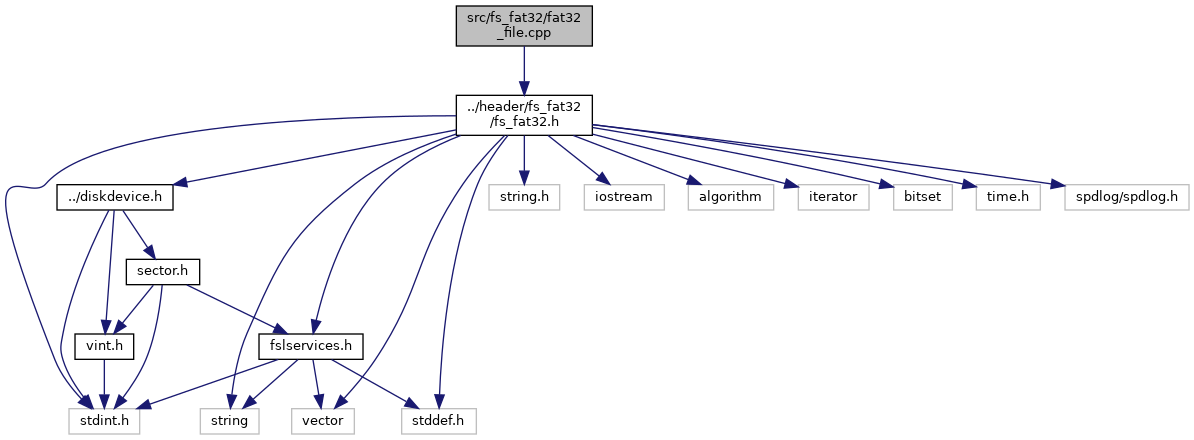 src/fs_fat32/fat32
_file.cpp
../header/fs_fat32
/fs_fat32.h
../diskdevice.h
string.h
iostream
algorithm
iterator
bitset
time.h
spdlog/spdlog.h
sector.h
vint.h
fslservices.h
stdint.h
string
vector
stddef.h